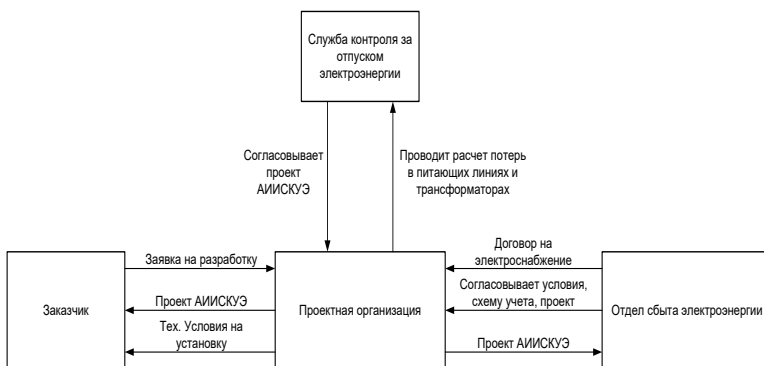 Служба контроля за
отпуском
электроэнергии
Согласовывает
проект
АИИСКУЭ
Проводит расчет потерь
в питающих линиях и
трансформаторах
Заказчик
Заявка на разработку
Проект АИИСКУЭ
Тех. Условия на
установку
Проектная организация
Договор на
электроснабжение
Согласовывает условия,
схему учета, проект
Проект АИИСКУЭ
Отдел сбыта электроэнергии